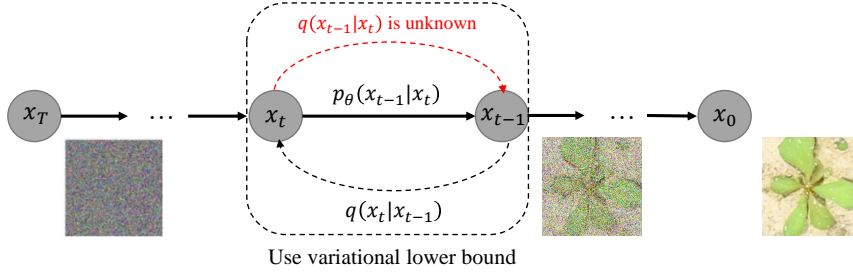 q(x_{t-1}|x_t) is unknown
p_θ(x_{t-1}|x_t)
x_T ... x_t x_{t-1} ... x_0
q(x_t|x_{t-1})
Use variational lower bound